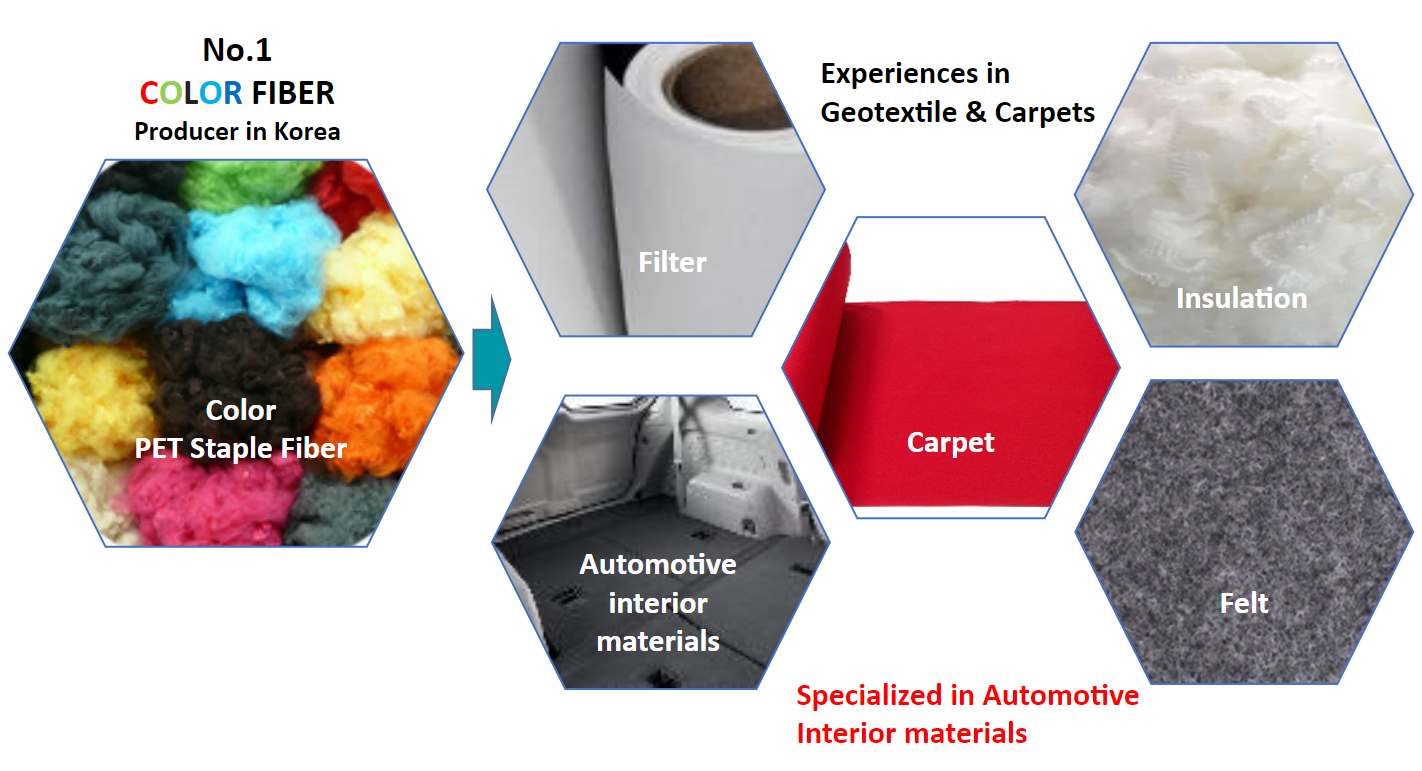 No.1
COLOR FIBER
Producer in Korea
Color
PET Staple Fiber
Filter
Experiences in
Geotextile & Carpets
Insulation
Carpet
Automotive
interior
materials
Felt
Specialized in Automotive
Interior materials